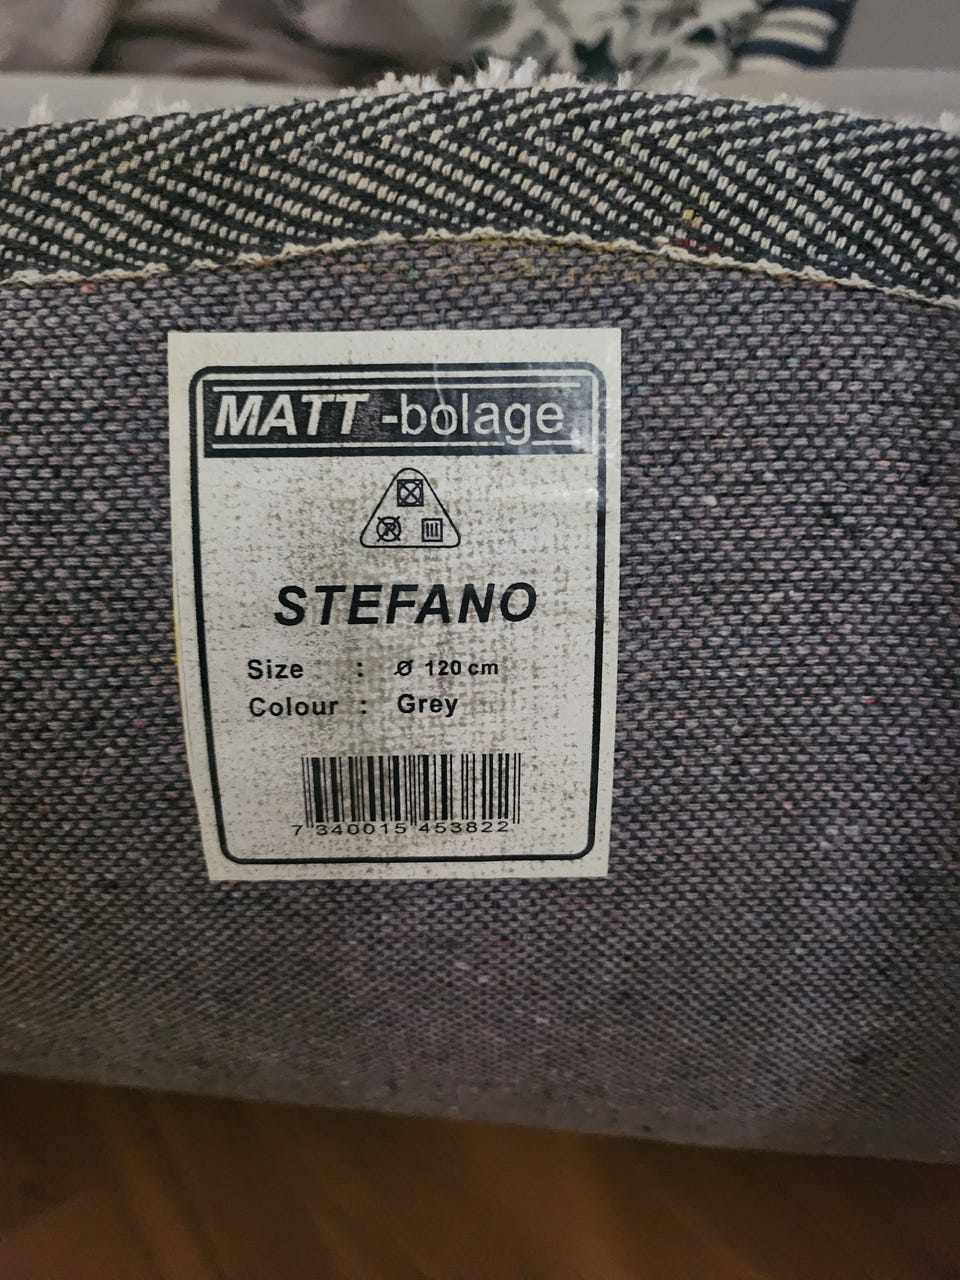 MATT -bolage
STEFANO
Size : Ø 120 cm
Colour : Grey
7 340015 453822